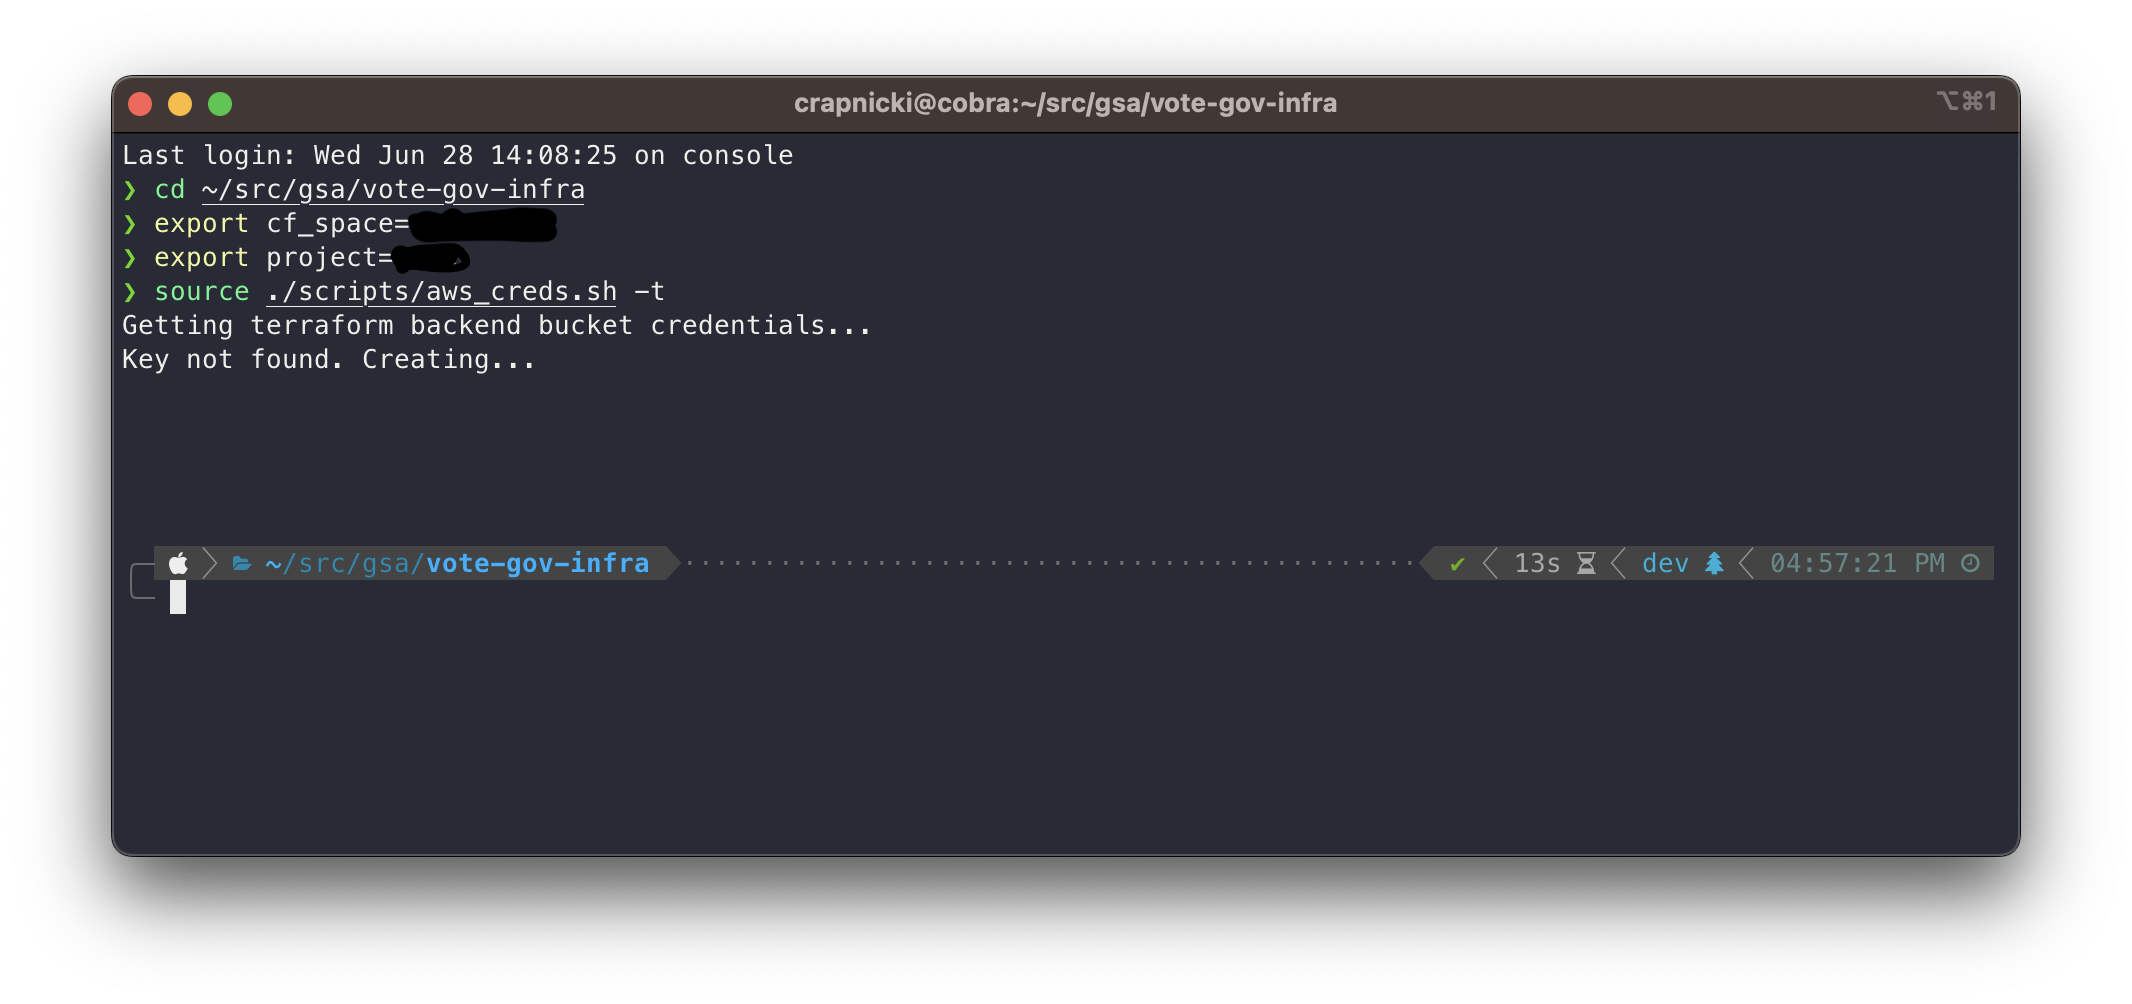 crapnicki@cobra:~/src/gsa/vote-gov-infra ⌥⌘1
Last login: Wed Jun 28 14:08:25 on console
❯ cd ~/src/gsa/vote-gov-infra
❯ export cf_space=
❯ export project=
❯ source ./scripts/aws_creds.sh -t
Getting terraform backend bucket credentials...
Key not found. Creating...
~/src/gsa/vote-gov-infra ✔ 13s dev 04:57:21 PM